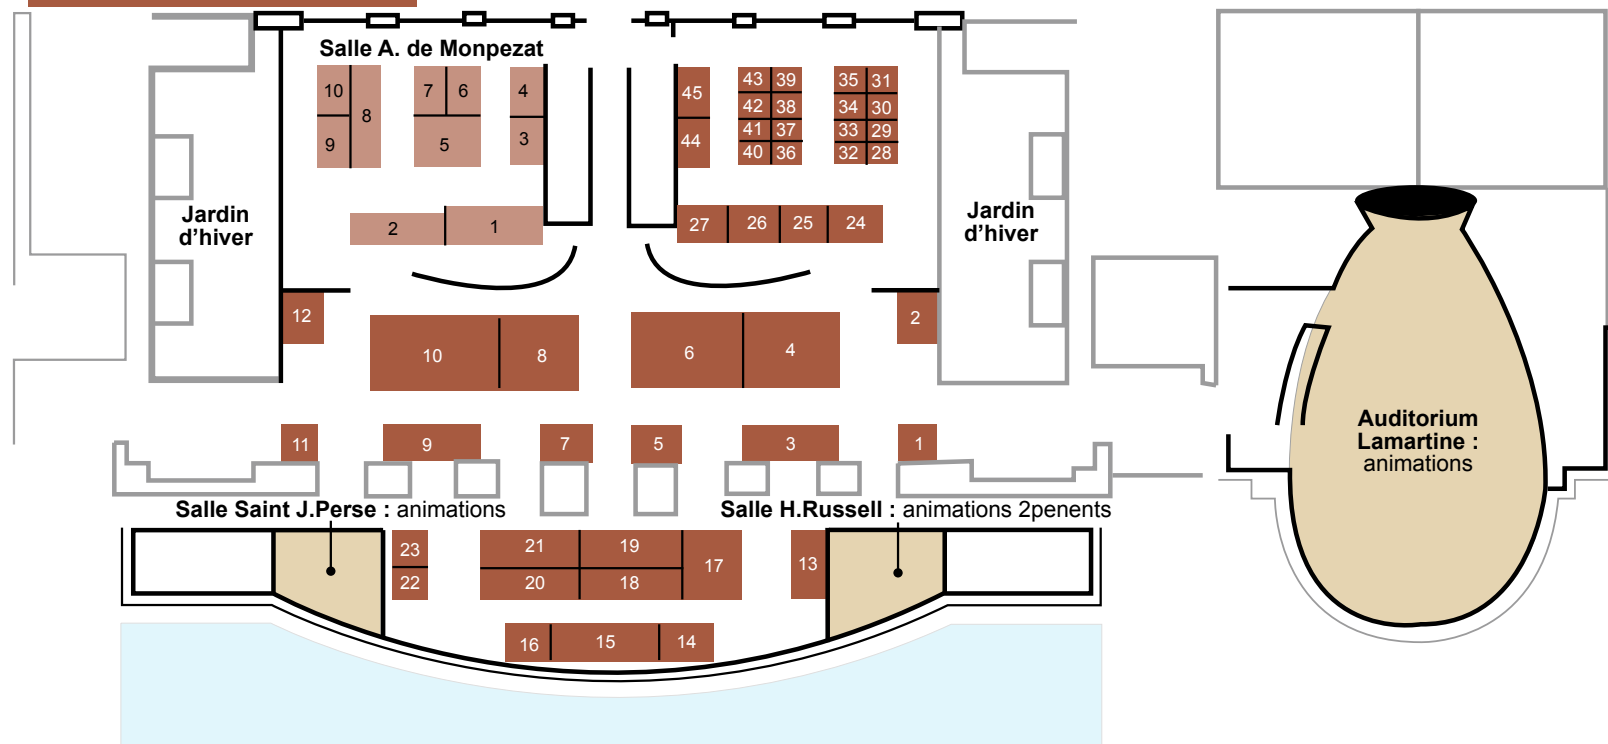 Salle A. de Monpezat
10 7 6 4
8
9 5 3
2 1
45 43 39 35 31
42 38 34 30
44 41 37 33 29
40 36 32 28
27 26 25 24
Jardin
d'hiver
Jardin
d'hiver
12 2
10 8 6 4
11 9 7 5 3 1
Salle Saint J.Perse : animations
Salle H.Russell : animations 2penents
23 21 19 17 13
22 20 18
16 15 14
Auditorium
Lamartine :
animations